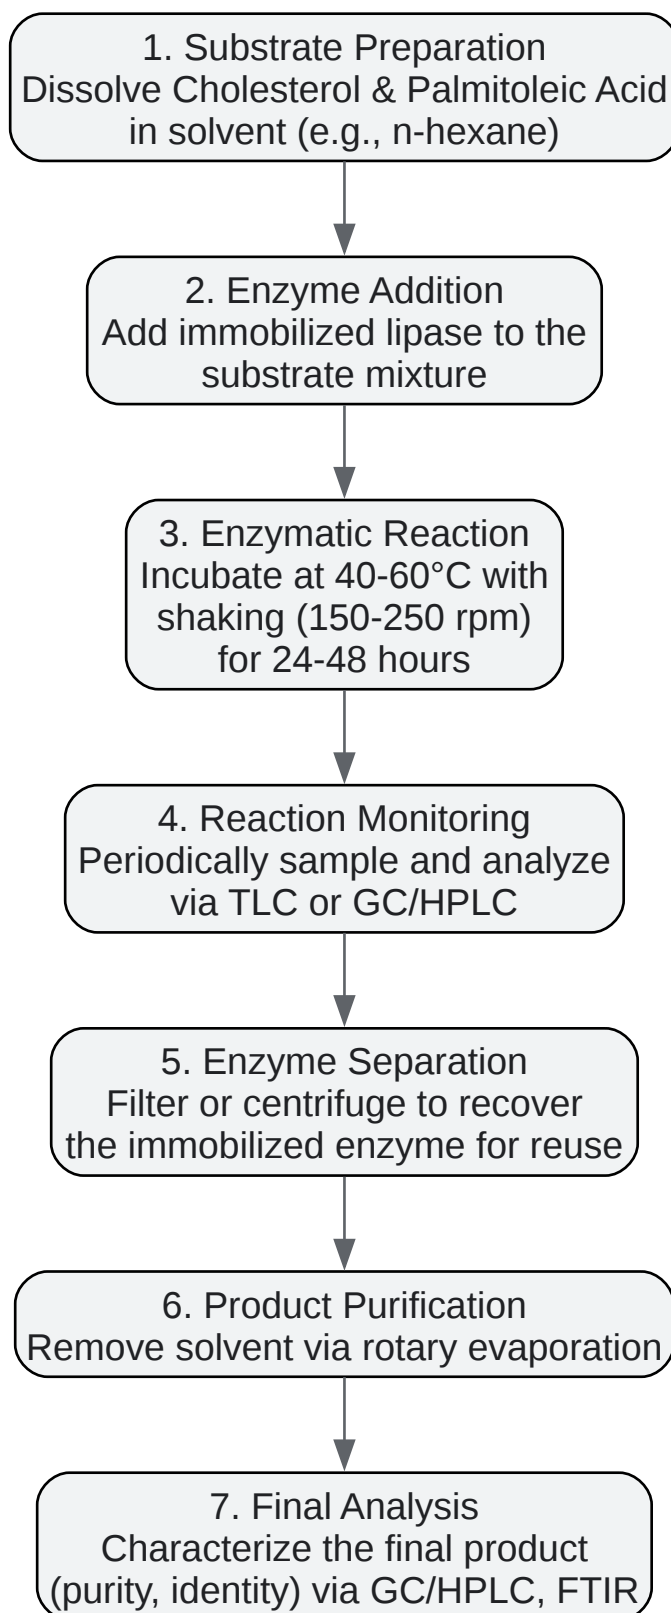 1. Substrate Preparation
Dissolve Cholesterol & Palmitoleic Acid
in solvent (e.g., n-hexane)
2. Enzyme Addition
Add immobilized lipase to the
substrate mixture
3. Enzymatic Reaction
Incubate at 40-60°C with
shaking (150-250 rpm)
for 24-48 hours
4. Reaction Monitoring
Periodically sample and analyze
via TLC or GC/HPLC
5. Enzyme Separation
Filter or centrifuge to recover
the immobilized enzyme for reuse
6. Product Purification
Remove solvent via rotary evaporation
7. Final Analysis
Characterize the final product
(purity, identity) via GC/HPLC, FTIR